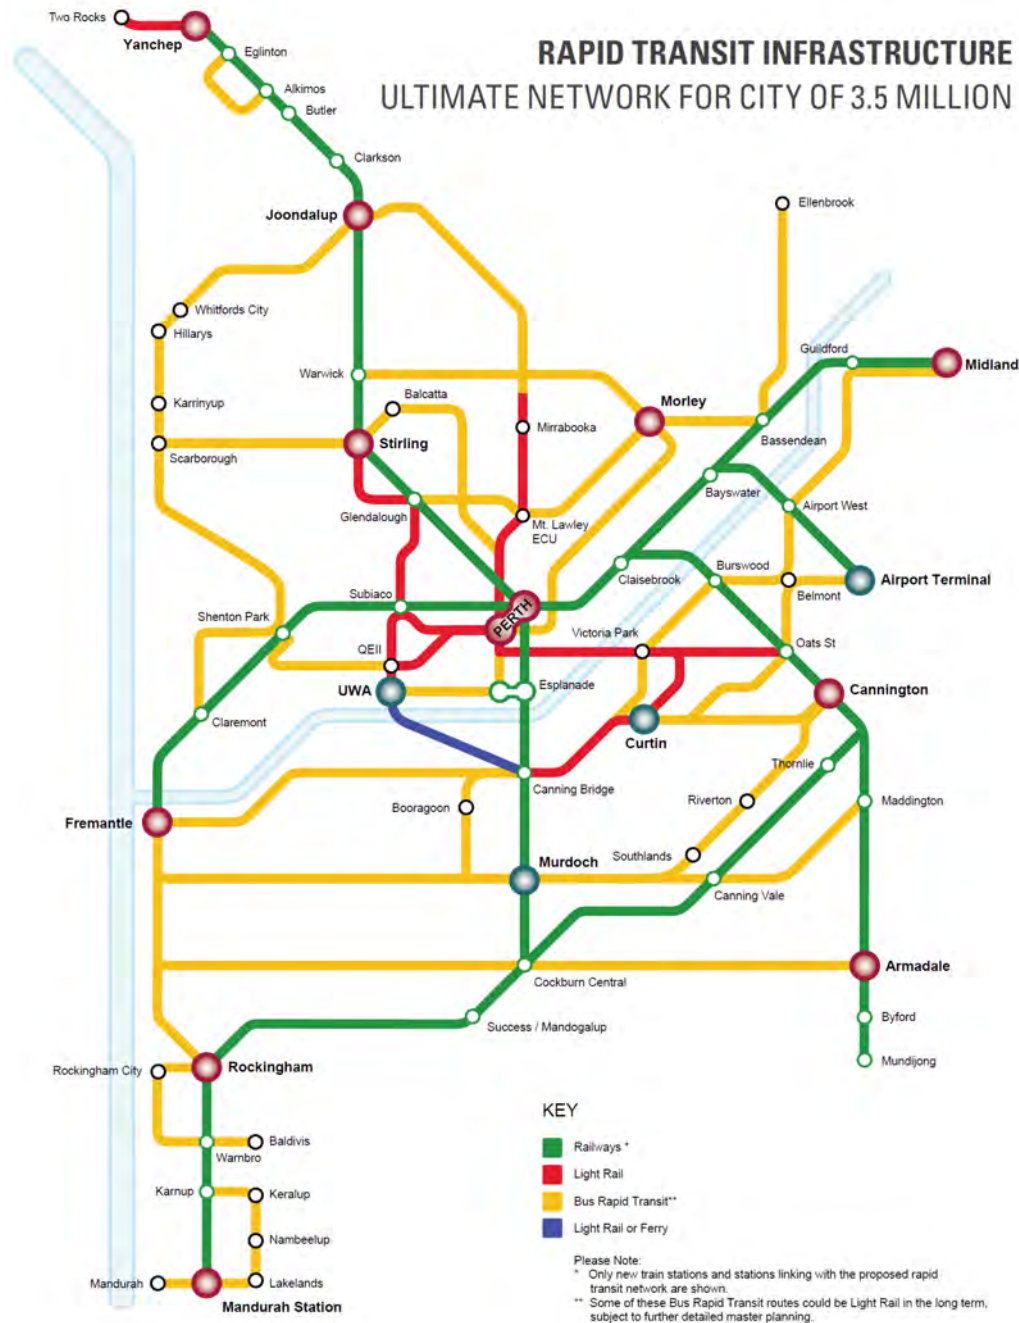 RAPID TRANSIT INFRASTRUCTURE
ULTIMATE NETWORK FOR CITY OF 3.5 MILLION
Two Rocks
Yanchep
Eglinton
Alkimos
Butler
Clarkson
Joondalup
Ellenbrook
Whitfords City
Hillarys
Guildford
Midland
Warwick
Balcatta
Karrinyup
Morley
Mirrabooka
Bassendean
Stirling
Scarborough
Bayswater
Glendalough
Airport West
Mt. Lawley
ECU
Claisebrook
Burswood
Airport Terminal
Belmont
Subiaco
PERTH
Shenton Park
Victoria Park
Oats St
QEII
UWA
Esplanade
Cannington
Claremont
Curtin
Thornlie
Canning Bridge
Booragoon
Riverton
Maddington
Fremantle
Southlands
Murdoch
Canning Vale
Armadale
Cockburn Central
Byford
Success / Mandogalup
Mundijong
Rockingham City
Rockingham
Baldivis
Warnbro
Karnup
Keralup
Nambeelup
Mandurah
Lakelands
Mandurah Station
KEY
Railways *
Light Rail
Bus Rapid Transit**
Light Rail or Ferry
Please Note:
* Only new train stations and stations linking with the proposed rapid
transit network are shown.
** Some of these Bus Rapid Transit routes could be Light Rail in the long term,
subject to further detailed master planning.